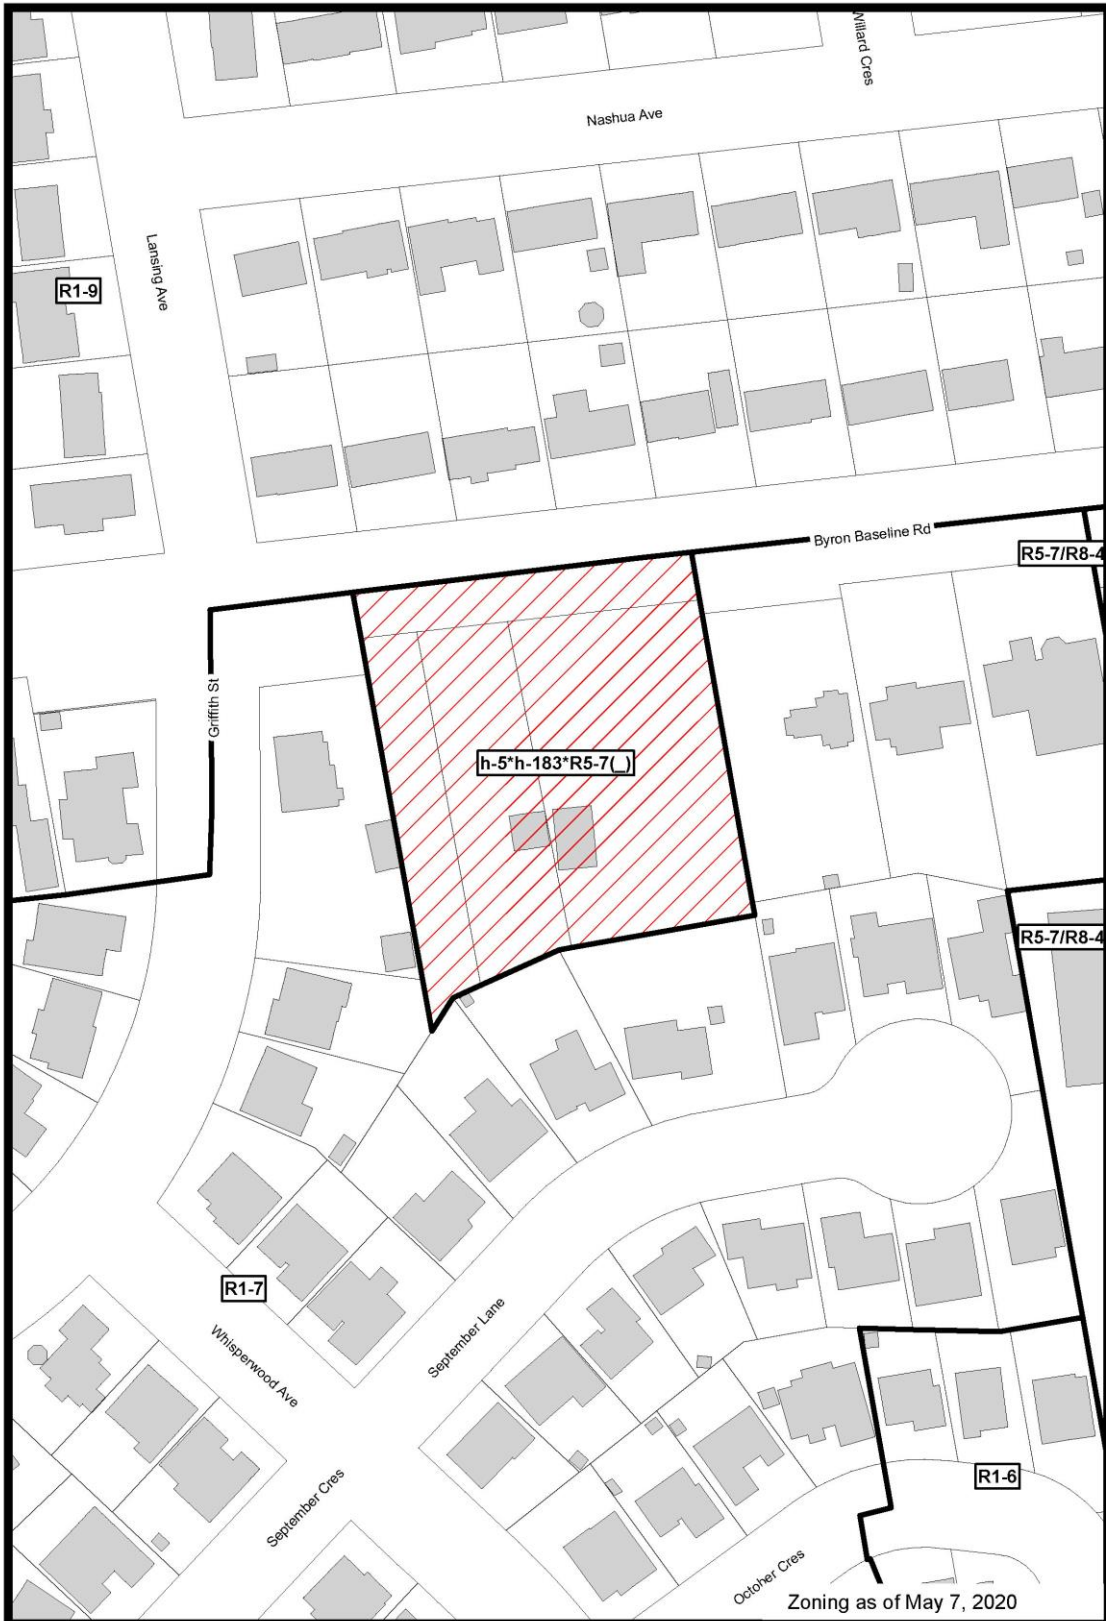 Willard Cres
Nashua Ave
Lansing Ave
R1-9
Byron Baseline Rd
R5-7/R8-4
Griffith St
h-5*h-183*R5-7(_)
R5-7/R8-4
R1-7
September Lane
Whisperwood Ave
R1-6
September Cres
October Cres
Zoning as of May 7, 2020